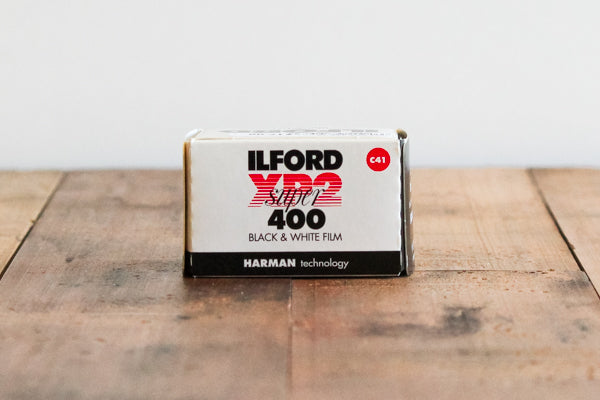 ILFORD
C41
XP2
super
400
BLACK & WHITE FILM
HARMAN technology